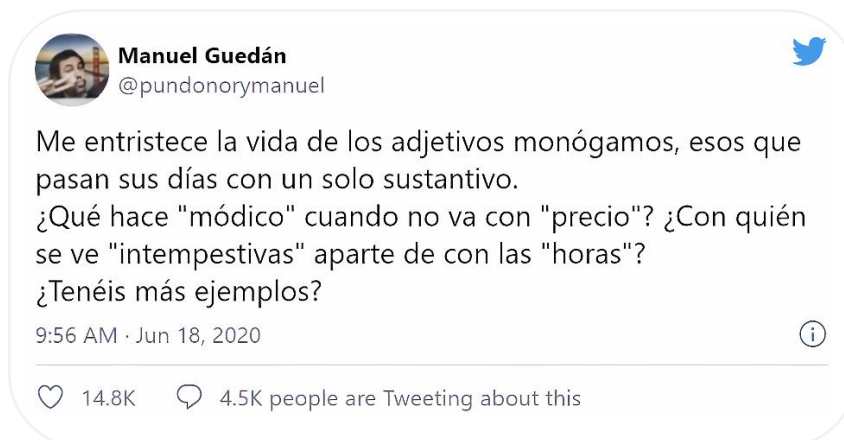 Manuel Guedán
@pundonorymanuel
Me entristece la vida de los adjetivos monógamos, esos que
pasan sus días con un solo sustantivo.
¿Qué hace "módico" cuando no va con "precio"? ¿Con quién
se ve "intempestivas" aparte de con las "horas"?
¿Tenéis más ejemplos?
9:56 AM · Jun 18, 2020
14.8K 4.5K people are Tweeting about this